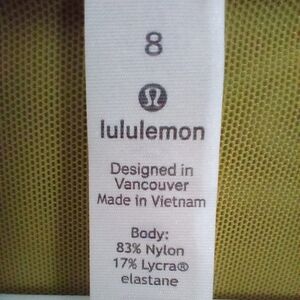 8
lululemon
Designed in
Vancouver
Made in Vietnam
Body:
83% Nylon
17% Lycra®
elastane